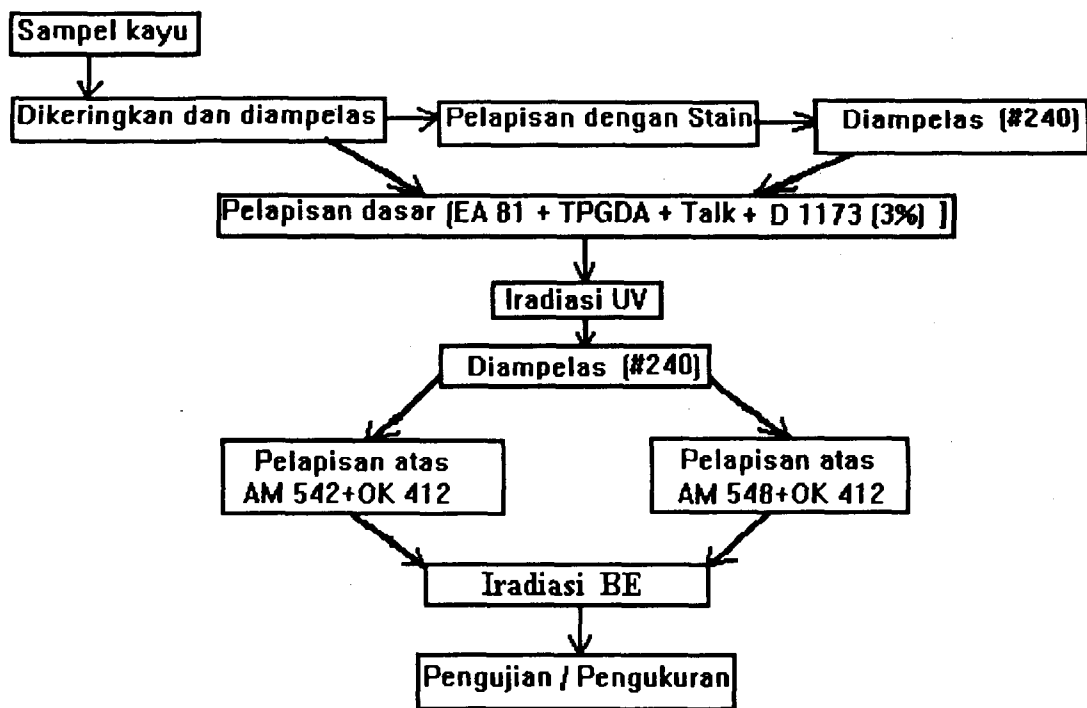 Sampel kayu
Dikeringkan dan diampelas
Pelapisan dengan Stain
Diampelas (#240)
Pelapisan dasar [EA 81 + TPGDA + Talk + D 1173 (3%) ]
Iradiasi UV
Diampelas (#240)
Pelapisan atas
AM 542+OK 412
Pelapisan atas
AM 548+OK 412
Iradiasi BE
Pengujian / Pengukuran